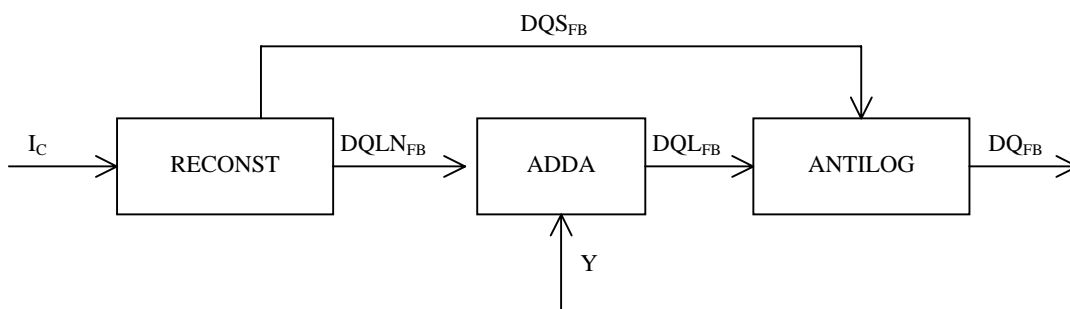 DQS_FB
I_C
RECONST
DQLN_FB
ADDA
DQL_FB
ANTILOG
DQ_FB
Y